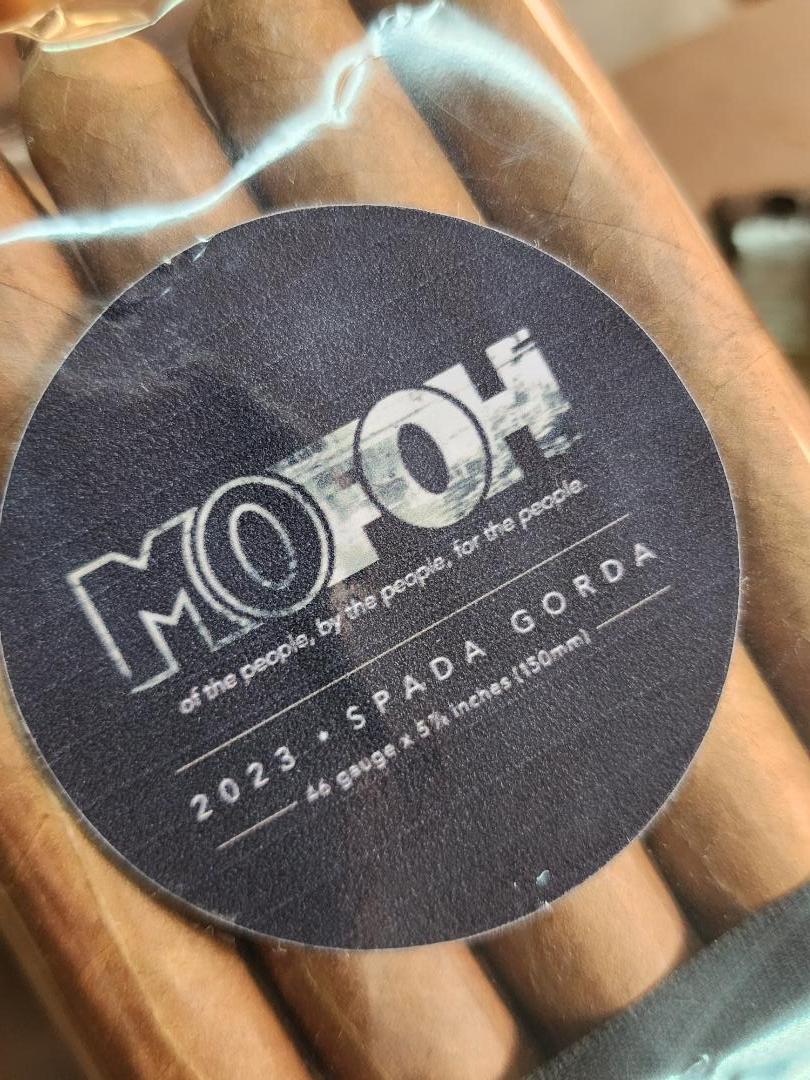 MOFOH
of the people, by the people, for the people.
2023 • SPADA GORDA
46 gauge x 5⅞ inches (150mm)